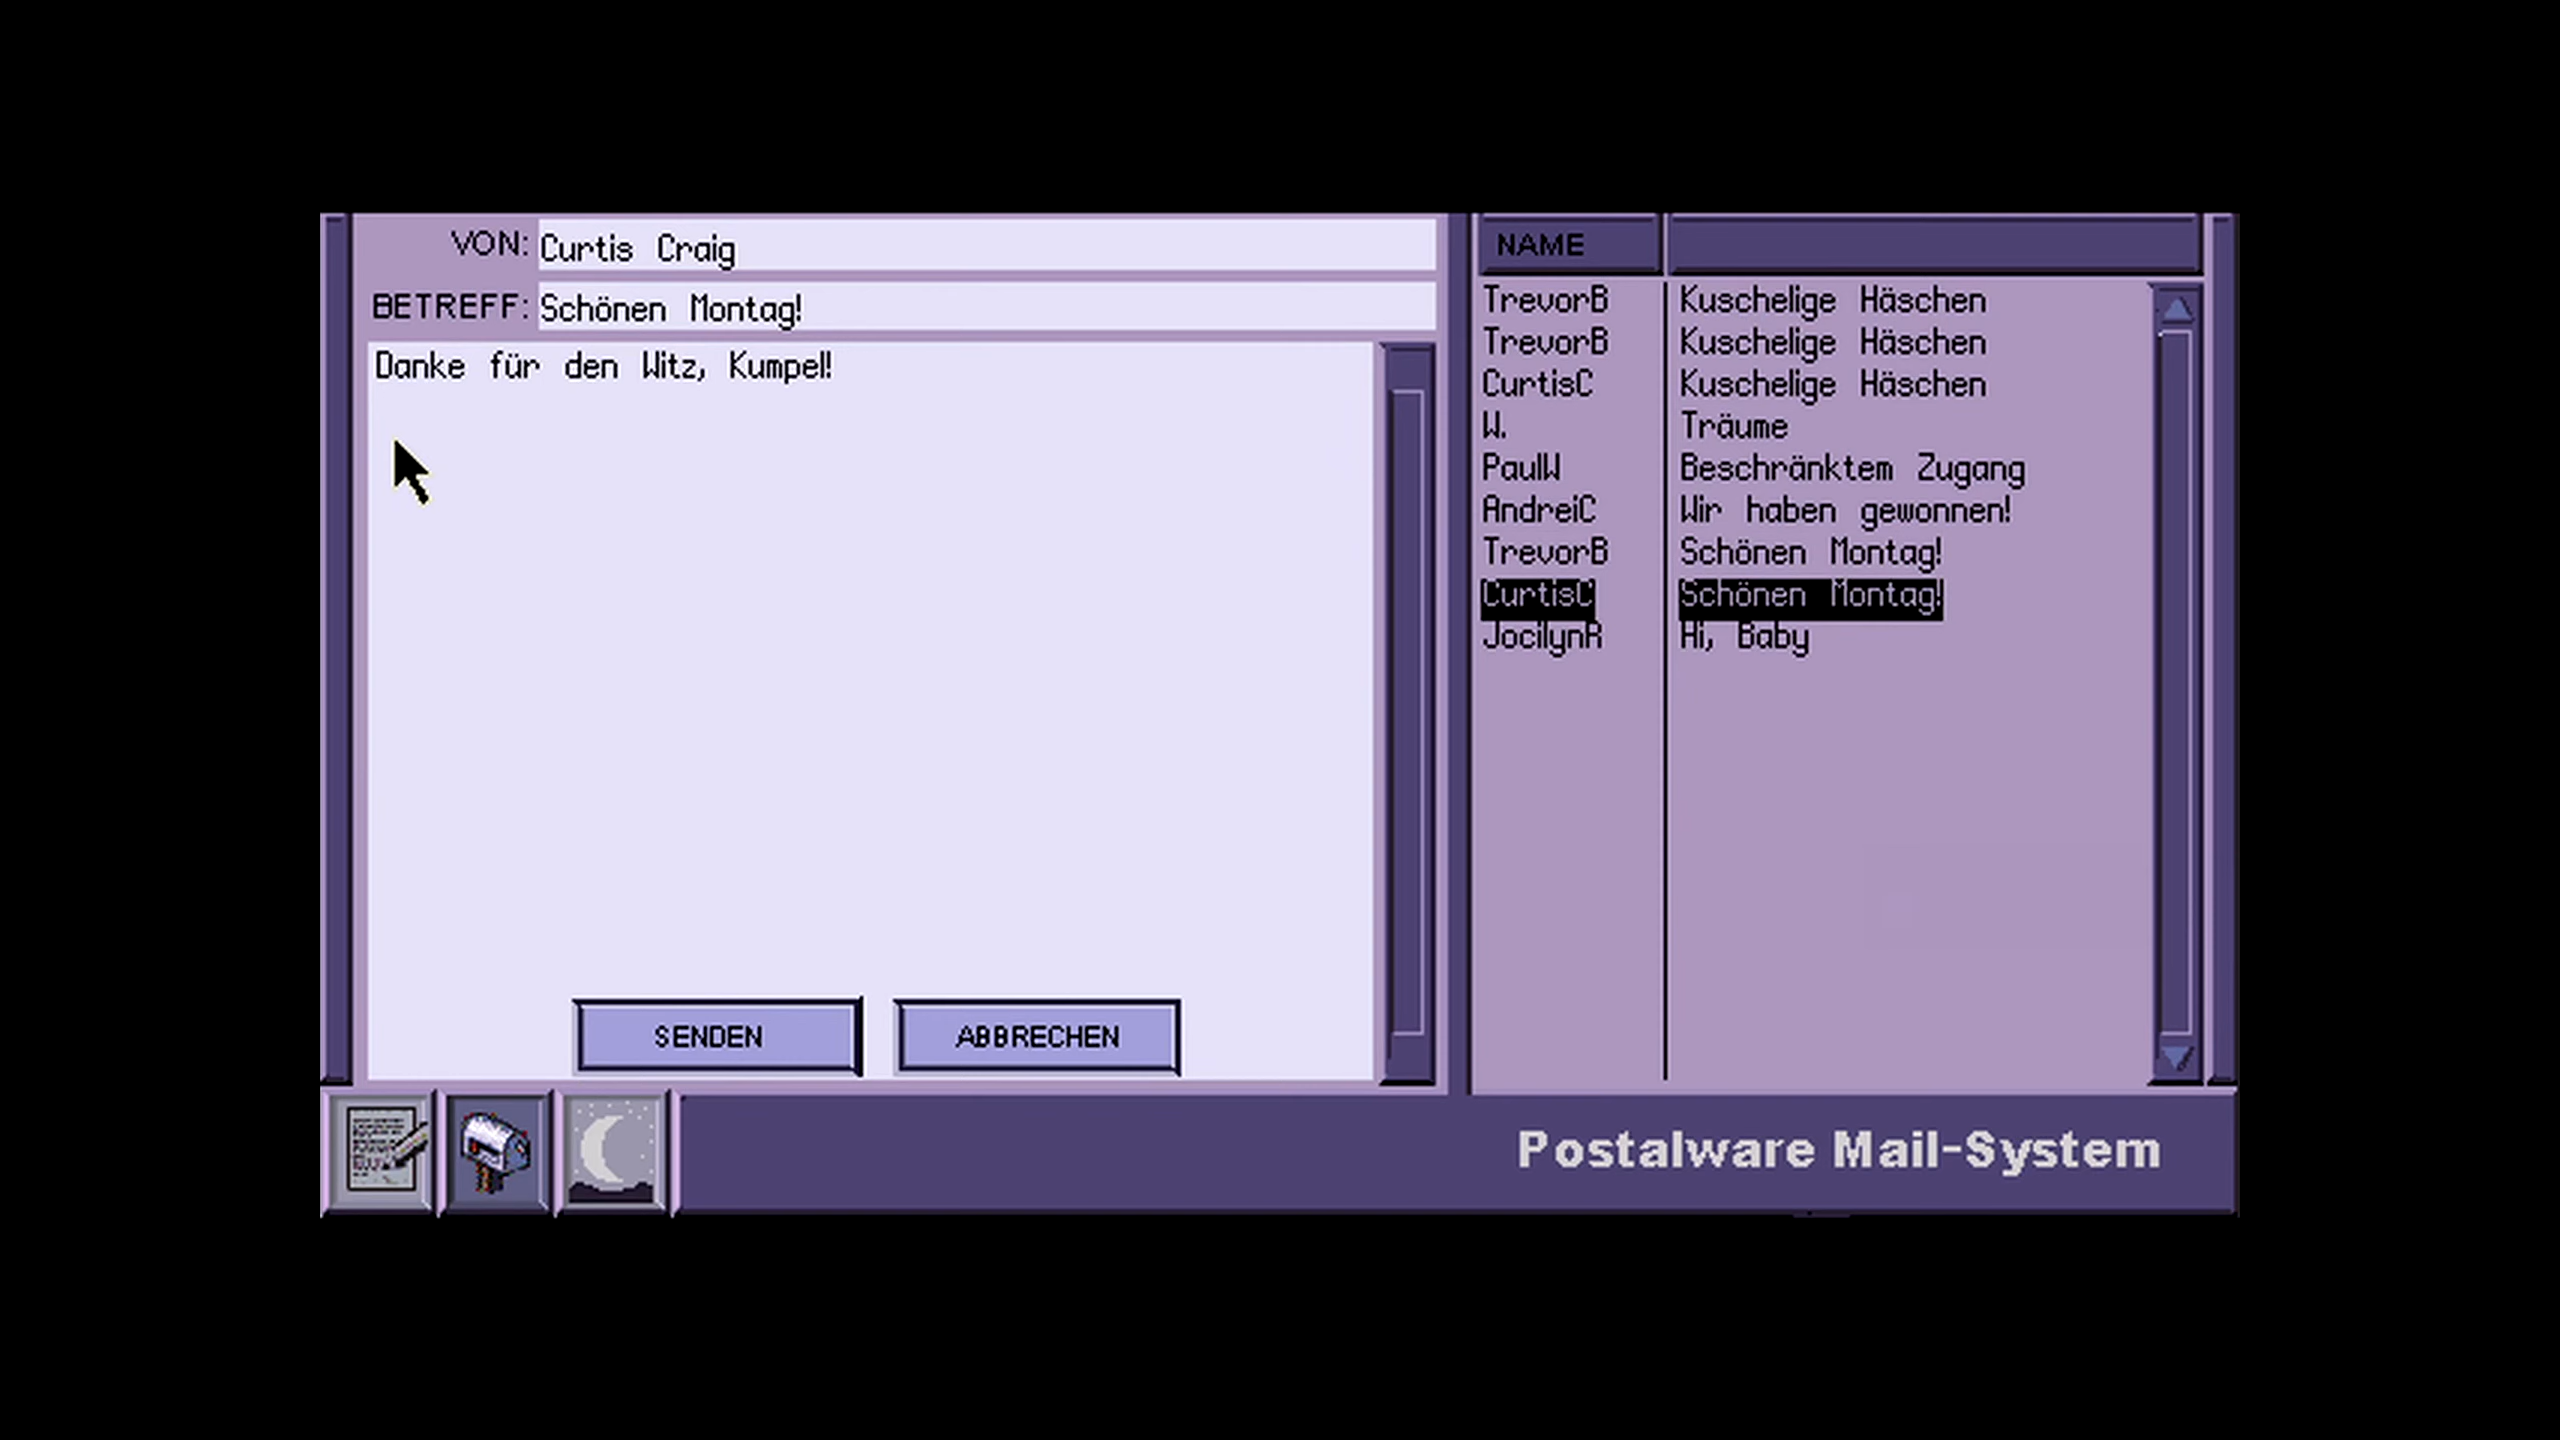 VON: Curtis Craig
BETREFF: Schönen Montag!
Danke für den Witz, Kumpel!
SENDEN ABBRECHEN
NAME
TrevorB Kuschelige Häschen
TrevorB Kuschelige Häschen
CurtisC Kuschelige Häschen
W. Träume
PaulW Beschränktem Zugang
AndreiC Wir haben gewonnen!
TrevorB Schönen Montag!
CurtisC Schönen Montag!
JocilynR Hi, Baby
Postalware Mail-System